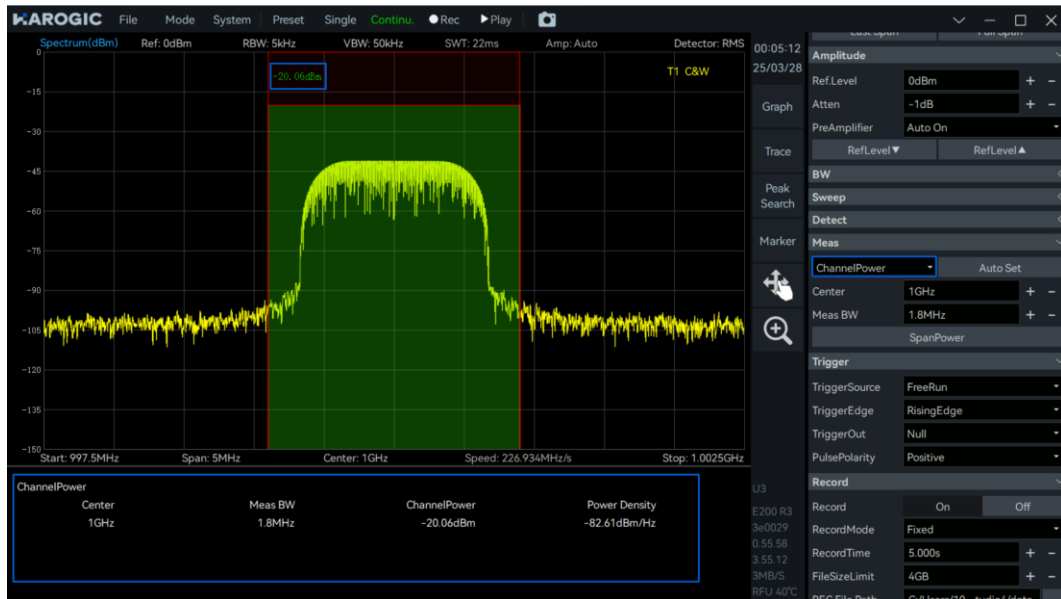 HAROGIC File Mode System Preset Single Continu. Rec Play
Spectrum(dBm) Ref: 0dBm RBW: 5kHz VBW: 50kHz SWT: 22ms Amp: Auto Detector: RMS
0
-20.06dBm
T1 C&W
-15
-30
-45
-60
-75
-90
-105
-120
-135
-150
Start: 997.5MHz Span: 5MHz Center: 1GHz Speed: 226.934MHz/s Stop: 1.0025GHz
ChannelPower
Center Meas BW ChannelPower Power Density
1GHz 1.8MHz -20.06dBm -82.61dBm/Hz
00:05:12
25/03/28
Graph
Trace
Peak
Search
Marker
U3
E200 R3
3e0029
0.55.58
3.55.12
3MB/S
RFU 40°C
Amplitude
Ref.Level 0dBm + -
Atten -1dB + -
PreAmplifier Auto On
RefLevel▼ RefLevel▲
BW
Sweep
Detect
Meas
ChannelPower Auto Set
Center 1GHz + -
Meas BW 1.8MHz + -
SpanPower
Trigger
TriggerSource FreeRun
TriggerEdge RisingEdge
TriggerOut Null
PulsePolarity Positive
Record
Record On Off
RecordMode Fixed
RecordTime 5.000s + -
FileSizeLimit 4GB + -